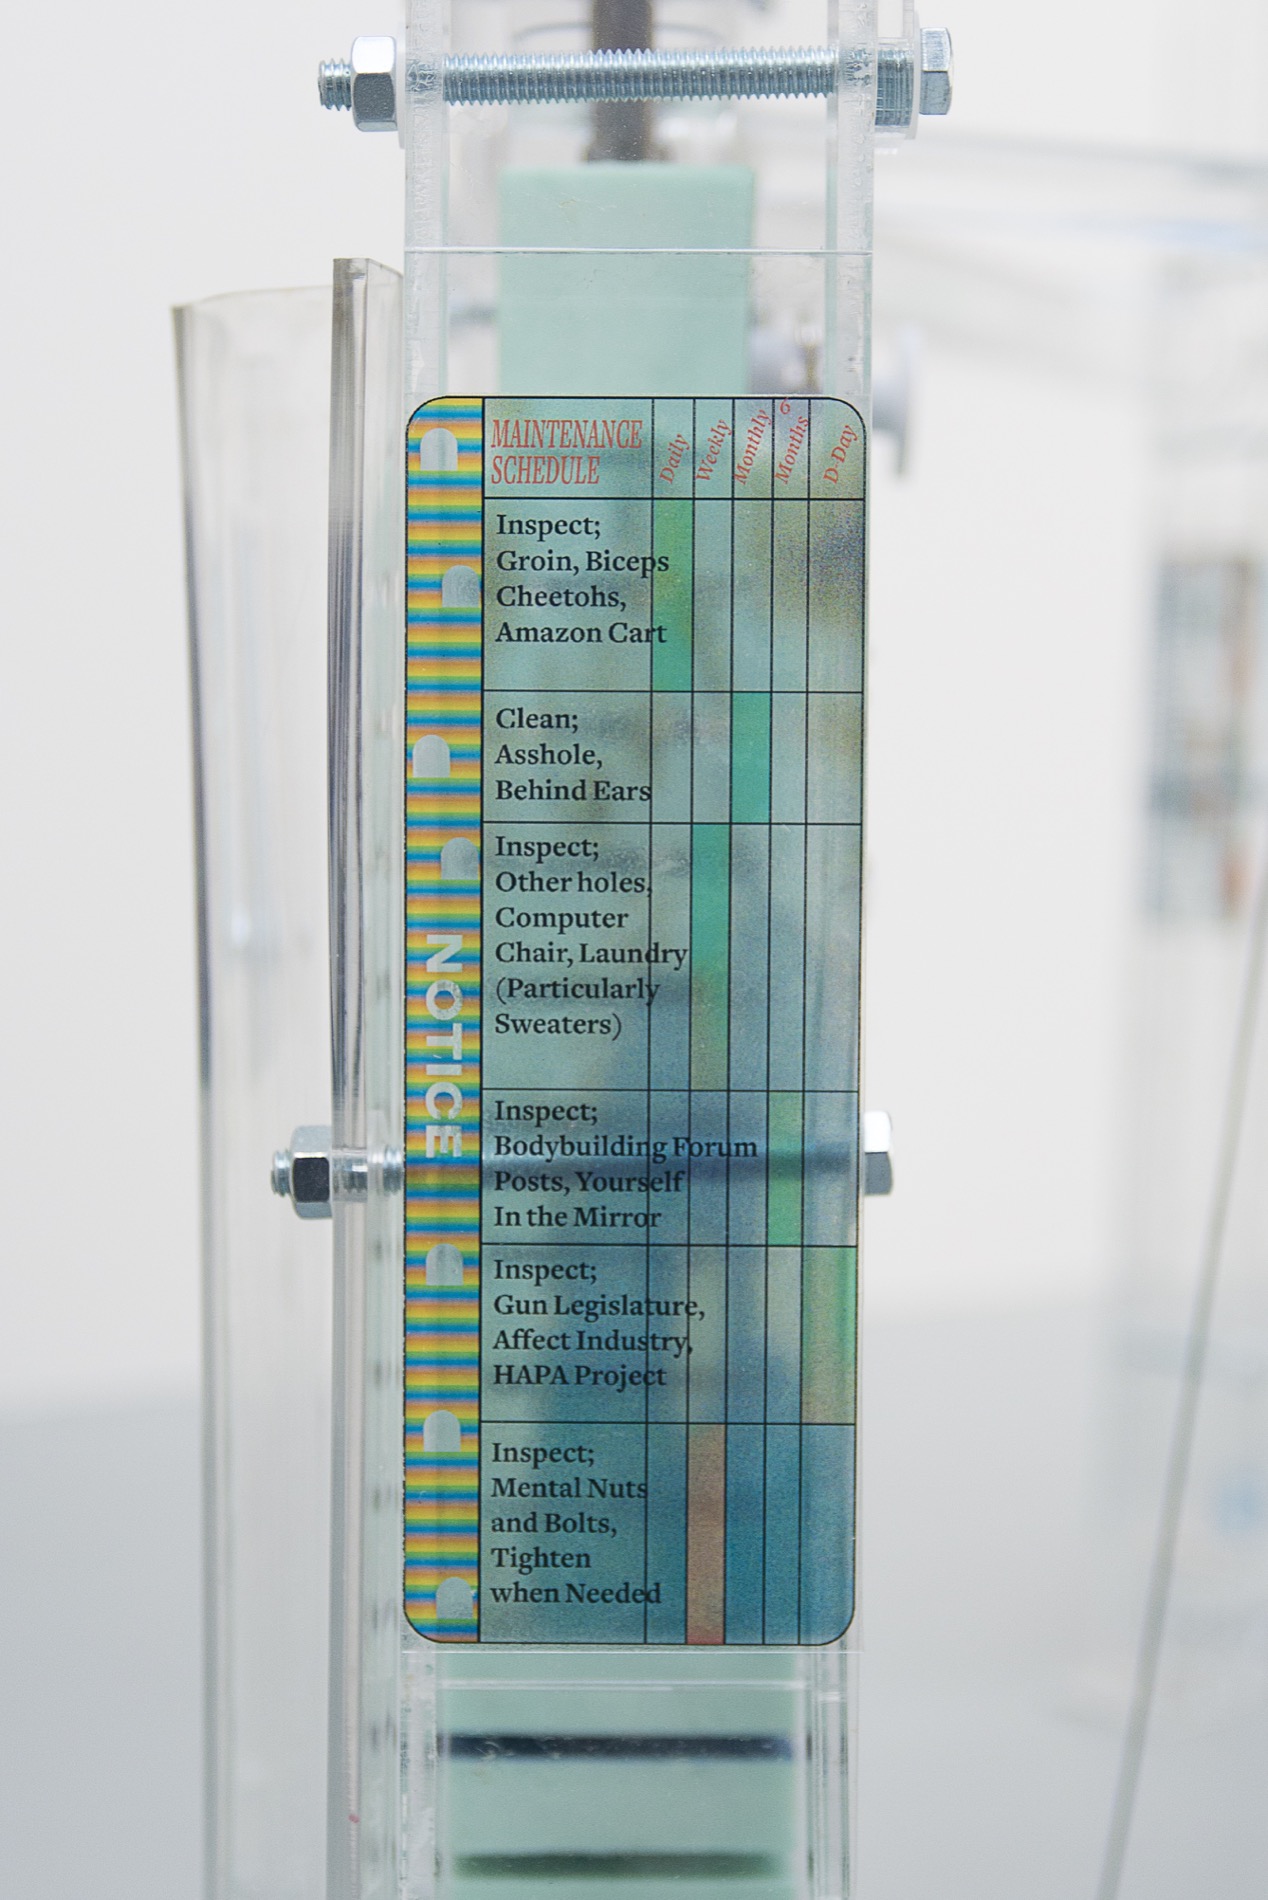 MAINTENANCE
SCHEDULE
Daily
Weekly
Monthly
6
Months
D-Day
Inspect;
Groin, Biceps
Cheetohs,
Amazon Cart
Clean;
Asshole,
Behind Ears
Inspect;
Other holes,
Computer
Chair, Laundry
(Particularly
Sweaters)
Inspect;
Bodybuilding Forum
Posts, Yourself
In the Mirror
Inspect;
Gun Legislature,
Affect Industry,
HAPA Project
Inspect;
Mental Nuts
and Bolts,
Tighten
when Needed
NOTICE